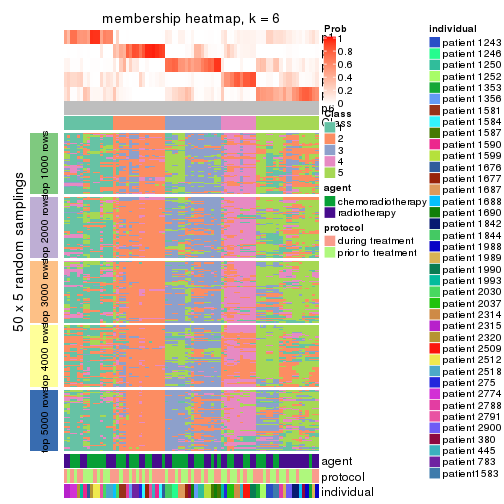 membership heatmap, k = 6
Prob
1
0.8
0.6
0.4
0.2
0
Class
1
2
3
4
5
agent
chemoradiotherapy
radiotherapy
protocol
during treatment
prior to treatment
individual
patient 1243
patient 1246
patient 1250
patient 1252
patient 1353
patient 1356
patient 1581
patient 1584
patient 1587
patient 1590
patient 1599
patient 1676
patient 1677
patient 1687
patient 1688
patient 1690
patient 1842
patient 1844
patient 1988
patient 1989
patient 1990
patient 1993
patient 2030
patient 2037
patient 2314
patient 2315
patient 2320
patient 2509
patient 2512
patient 2518
patient 275
patient 2774
patient 2788
patient 2791
patient 2900
patient 380
patient 445
patient 783
patient1583
50 x 5 random samplings
top 1000 rows
top 2000 rows
top 3000 rows
top 4000 rows
top 5000 rows
agent
protocol
individual